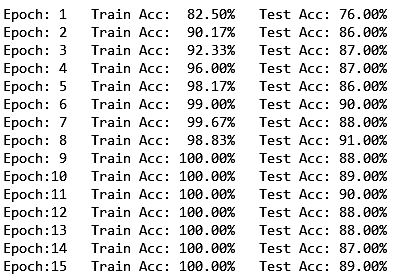 Epoch: 1 Train Acc: 82.50% Test Acc: 76.00%
Epoch: 2 Train Acc: 90.17% Test Acc: 86.00%
Epoch: 3 Train Acc: 92.33% Test Acc: 87.00%
Epoch: 4 Train Acc: 96.00% Test Acc: 87.00%
Epoch: 5 Train Acc: 98.17% Test Acc: 86.00%
Epoch: 6 Train Acc: 99.00% Test Acc: 90.00%
Epoch: 7 Train Acc: 99.67% Test Acc: 88.00%
Epoch: 8 Train Acc: 98.83% Test Acc: 91.00%
Epoch: 9 Train Acc: 100.00% Test Acc: 88.00%
Epoch:10 Train Acc: 100.00% Test Acc: 89.00%
Epoch:11 Train Acc: 100.00% Test Acc: 90.00%
Epoch:12 Train Acc: 100.00% Test Acc: 88.00%
Epoch:13 Train Acc: 100.00% Test Acc: 88.00%
Epoch:14 Train Acc: 100.00% Test Acc: 87.00%
Epoch:15 Train Acc: 100.00% Test Acc: 89.00%